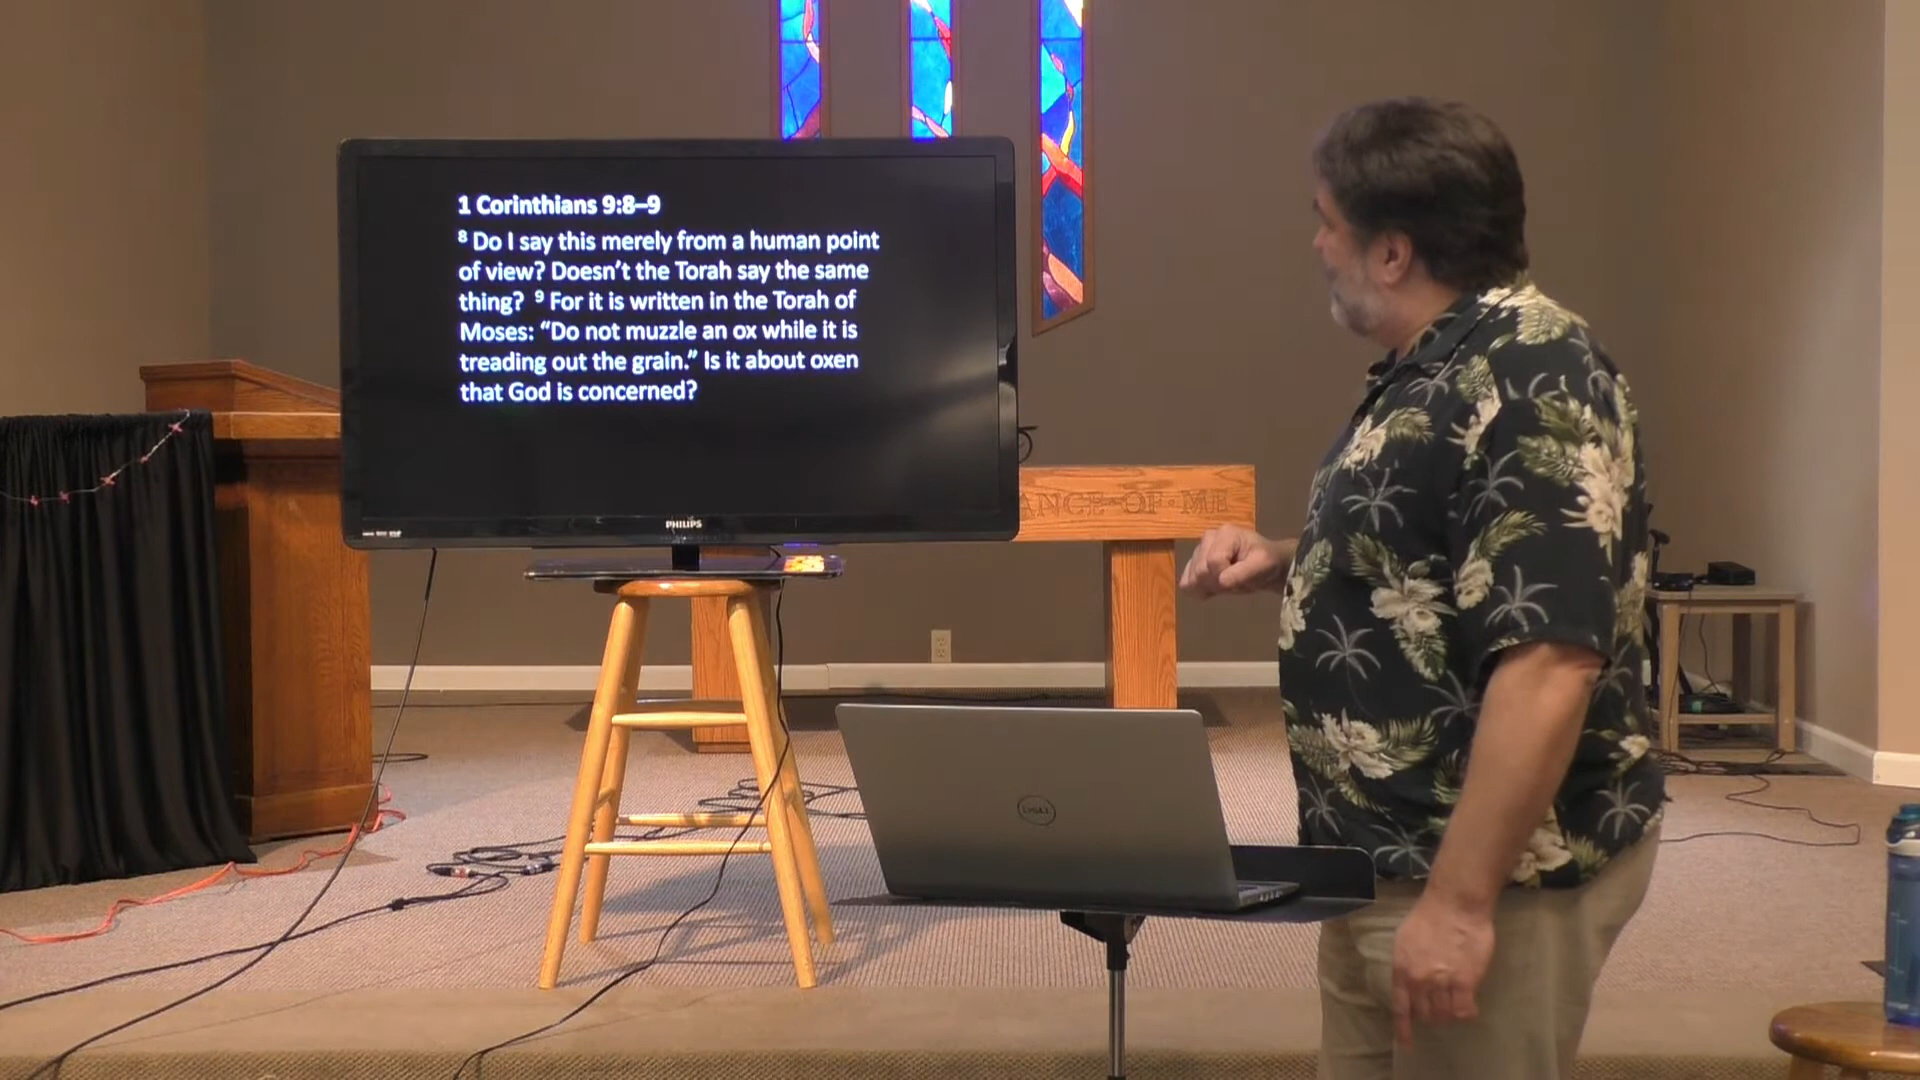 1 Corinthians 9:8–9
⁸ Do I say this merely from a human point
of view? Doesn’t the Torah say the same
thing? ⁹ For it is written in the Torah of
Moses: “Do not muzzle an ox while it is
treading out the grain.” Is it about oxen
that God is concerned?
PHILIPS
ANCE·OF·ME
DELL